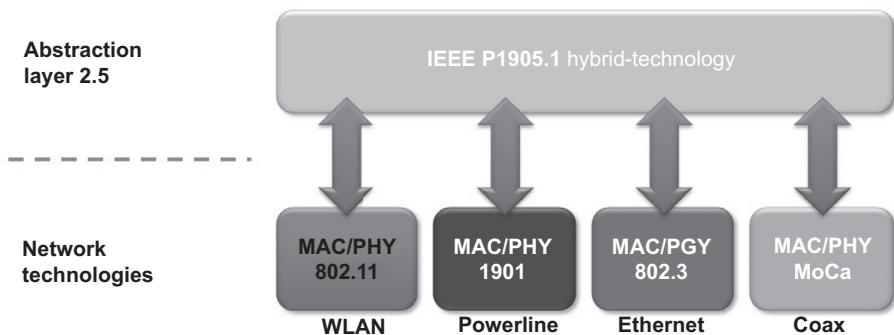 Abstraction
layer 2.5
IEEE P1905.1 hybrid-technology
Network
technologies
MAC/PHY
802.11
MAC/PHY
1901
MAC/PGY
802.3
MAC/PHY
MoCa
WLAN
Powerline
Ethernet
Coax